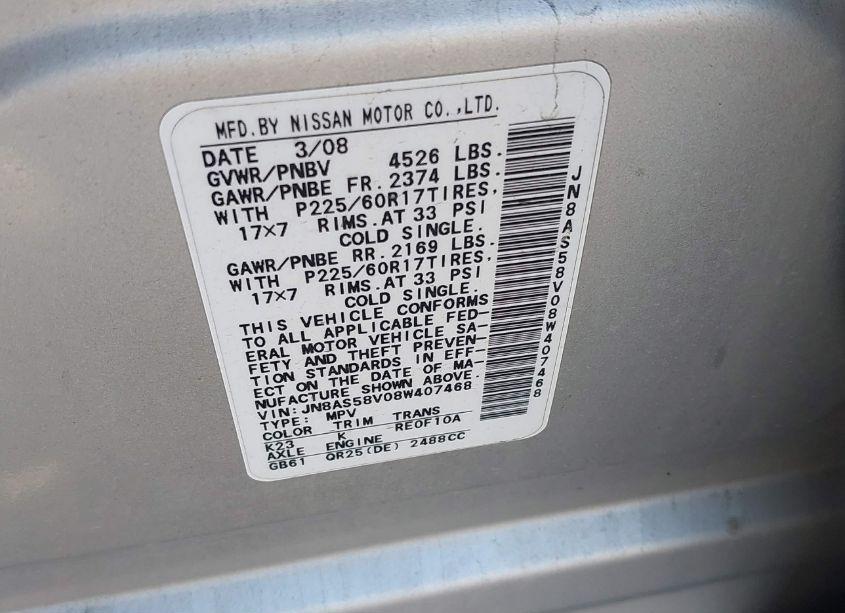 MFD.BY NISSAN MOTOR CO.,LTD.
DATE 3/08
GVWR/PNBV 4526 LBS.
GAWR/PNBE FR. 2374 LBS.
WITH P225/60R17TIRES,
17×7 RIMS.AT 33 PSI
COLD SINGLE.
GAWR/PNBE RR. 2169 LBS.
WITH P225/60R17TIRES,
17×7 RIMS.AT 33 PSI
COLD SINGLE.
THIS VEHICLE CONFORMS
TO ALL APPLICABLE FED-
ERAL MOTOR VEHICLE SA-
FETY AND THEFT PREVEN-
TION STANDARDS IN EFF-
ECT ON THE DATE OF MA-
NUFACTURE SHOWN ABOVE.
VIN: JN8AS58V08W407468
TYPE: MPV
COLOR TRIM TRANS
K23 K RE0F10A
AXLE ENGINE
GB61 QR25(DE) 2488CC
JN8AS58V08W407468